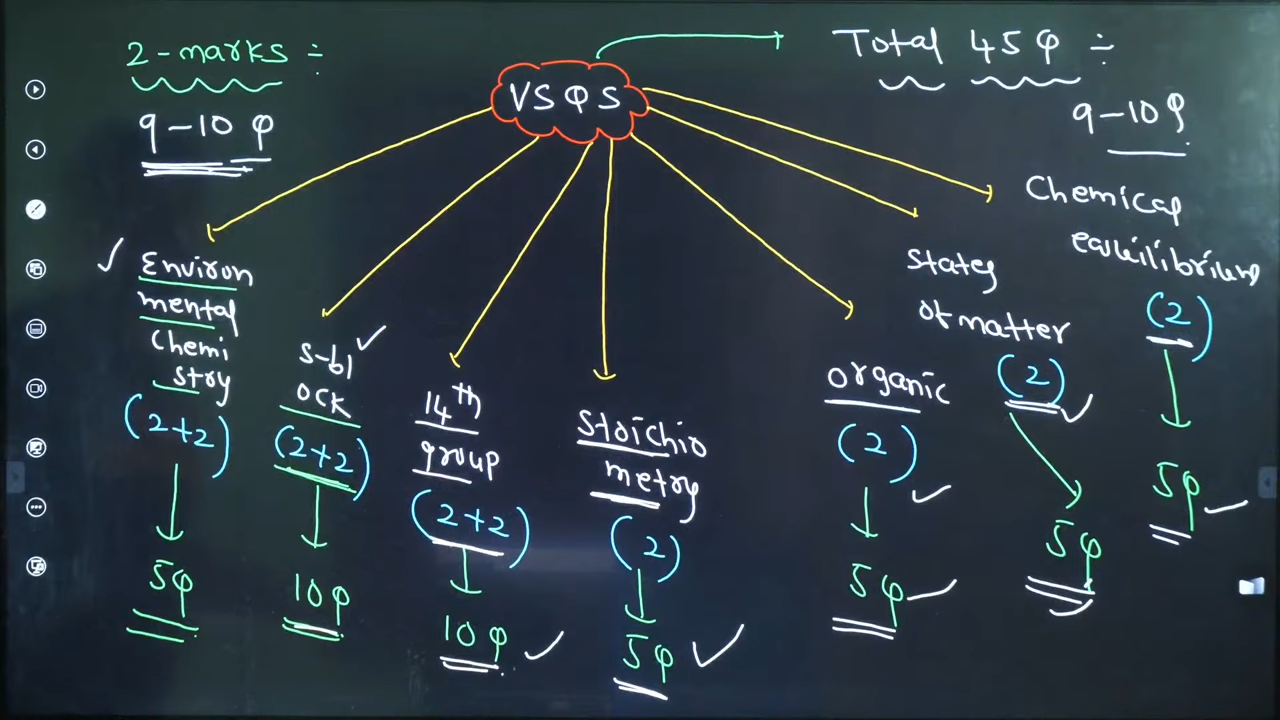 2-marks :
9-10 Q
VSQS
Total 45Q :
9-10Q
Environ
mental
Chemi
stry
(2+2)
5Q
s-bl
ock
(2+2)
10Q
14th
group
(2+2)
10Q
Stoichio
metry
(2)
5Q
organic
(2)
5Q
states
of matter
(2)
5Q
Chemical
equilibrium
(2)
5Q